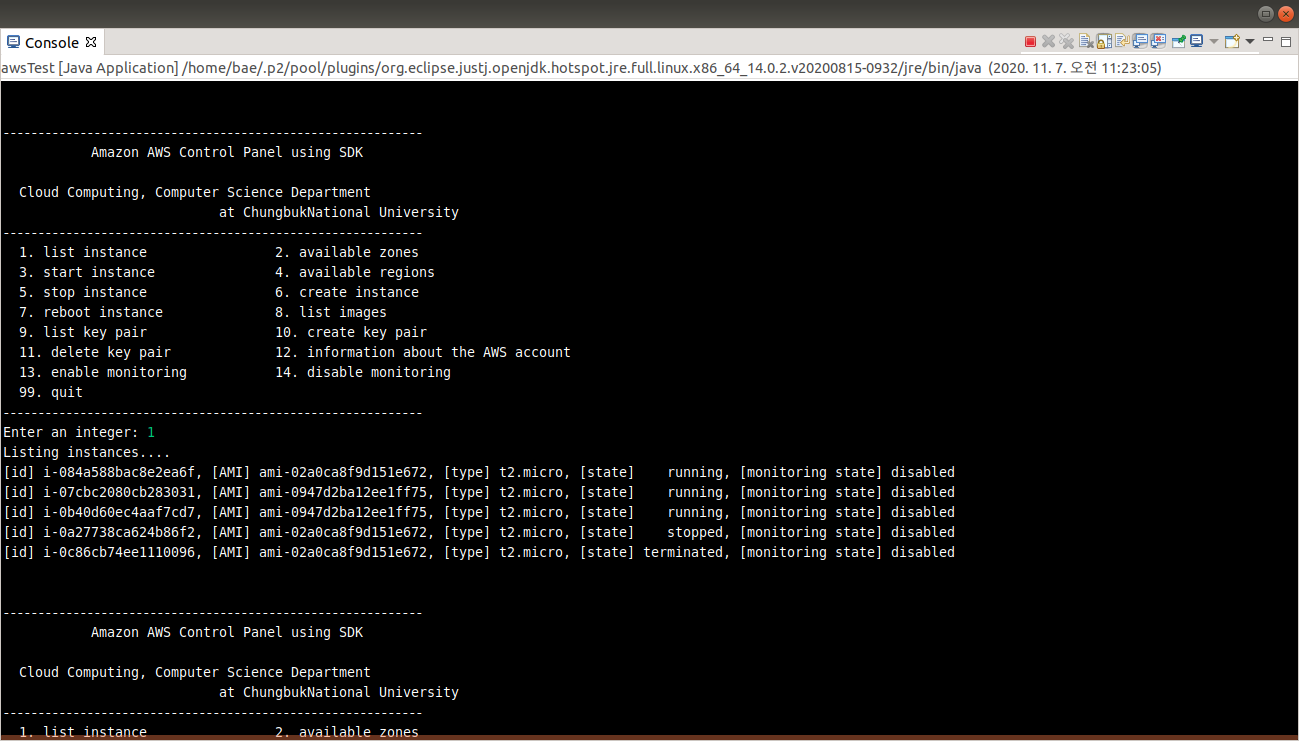 Console
awsTest [Java Application] /home/bae/.p2/pool/plugins/org.eclipse.justj.openjdk.hotspot.jre.full.linux.x86_64_14.0.2.v20200815-0932/jre/bin/java (2020. 11. 7. 오전 11:23:05)
------------------------------------------------------------
Amazon AWS Control Panel using SDK
Cloud Computing, Computer Science Department
at ChungbukNational University
------------------------------------------------------------
1. list instance 2. available zones
3. start instance 4. available regions
5. stop instance 6. create instance
7. reboot instance 8. list images
9. list key pair 10. create key pair
11. delete key pair 12. information about the AWS account
13. enable monitoring 14. disable monitoring
99. quit
------------------------------------------------------------
Enter an integer: 1
Listing instances....
[id] i-084a588bac8e2ea6f, [AMI] ami-02a0ca8f9d151e672, [type] t2.micro, [state] running, [monitoring state] disabled
[id] i-07cbc2080cb283031, [AMI] ami-0947d2ba12ee1ff75, [type] t2.micro, [state] running, [monitoring state] disabled
[id] i-0b40d60ec4aaf7cd7, [AMI] ami-0947d2ba12ee1ff75, [type] t2.micro, [state] running, [monitoring state] disabled
[id] i-0a27738ca624b86f2, [AMI] ami-02a0ca8f9d151e672, [type] t2.micro, [state] stopped, [monitoring state] disabled
[id] i-0c86cb74ee1110096, [AMI] ami-02a0ca8f9d151e672, [type] t2.micro, [state] terminated, [monitoring state] disabled
------------------------------------------------------------
Amazon AWS Control Panel using SDK
Cloud Computing, Computer Science Department
at ChungbukNational University
------------------------------------------------------------
1. list instance 2. available zones